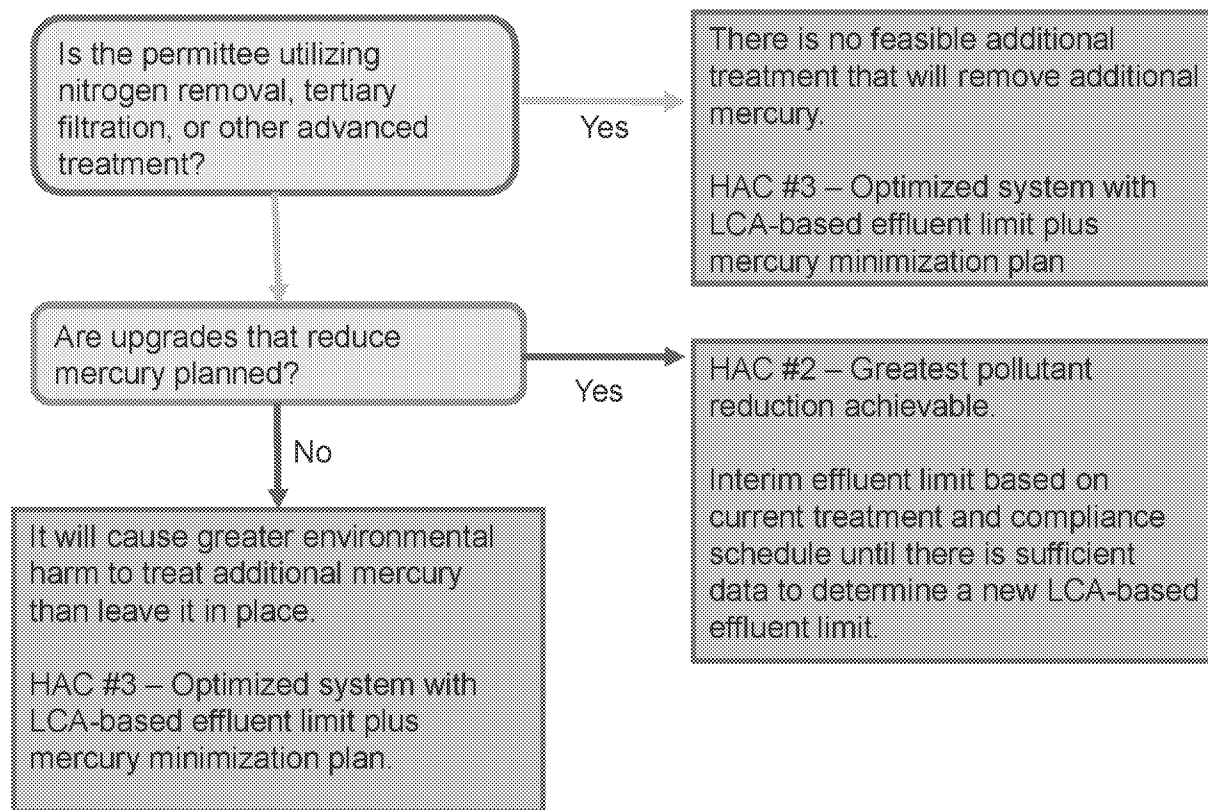 Is the permittee utilizing
nitrogen removal, tertiary
filtration, or other advanced
treatment?
Yes
There is no feasible additional
treatment that will remove additional
mercury.
HAC #3 – Optimized system with
LCA-based effluent limit plus
mercury minimization plan
Are upgrades that reduce
mercury planned?
Yes
HAC #2 – Greatest pollutant
reduction achievable.
Interim effluent limit based on
current treatment and compliance
schedule until there is sufficient
data to determine a new LCA-based
effluent limit.
No
It will cause greater environmental
harm to treat additional mercury
than leave it in place.
HAC #3 – Optimized system with
LCA-based effluent limit plus
mercury minimization plan.